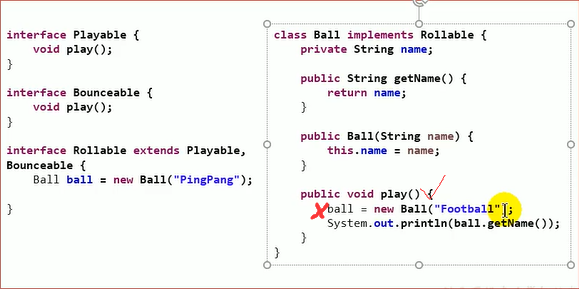 interface Playable {
void play();
}
interface Bounceable {
void play();
}
interface Rollable extends Playable,
Bounceable {
Ball ball = new Ball("PingPang");
}
class Ball implements Rollable {
private String name;
public String getName() {
return name;
}
public Ball(String name) {
this.name = name;
}
public void play() {
ball = new Ball("Football");
System.out.println(ball.getName());
}
}